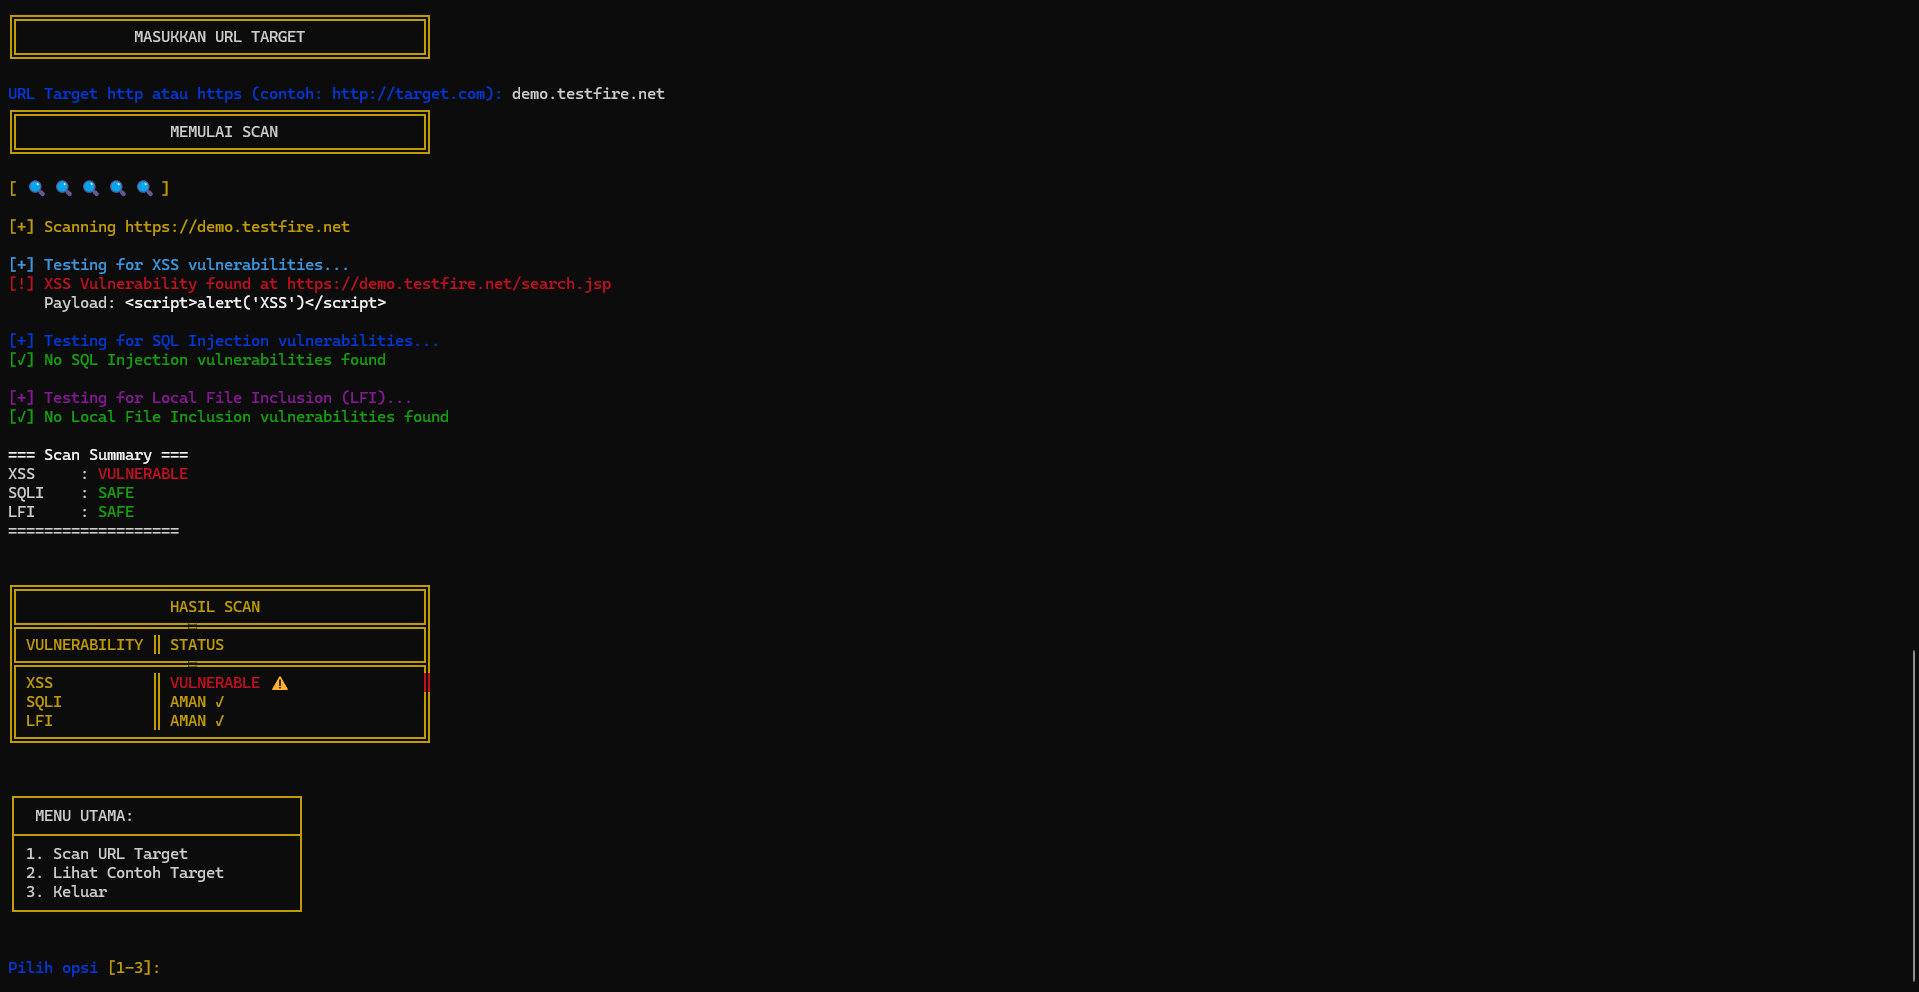 MASUKKAN URL TARGET
URL Target http atau https (contoh: http://target.com): demo.testfire.net
MEMULAI SCAN
[ 🔍 🔍 🔍 🔍 🔍 ]
[+] Scanning https://demo.testfire.net
[+] Testing for XSS vulnerabilities...
[!] XSS Vulnerability found at https://demo.testfire.net/search.jsp
Payload: <script>alert('XSS')</script>
[+] Testing for SQL Injection vulnerabilities...
[√] No SQL Injection vulnerabilities found
[+] Testing for Local File Inclusion (LFI)...
[√] No Local File Inclusion vulnerabilities found
=== Scan Summary ===
XSS : VULNERABLE
SQLI : SAFE
LFI : SAFE
===================
HASIL SCAN
VULNERABILITY ║ STATUS
XSS ║ VULNERABLE ⚠️
SQLI ║ AMAN √
LFI ║ AMAN √
MENU UTAMA:
1. Scan URL Target
2. Lihat Contoh Target
3. Keluar
Pilih opsi [1-3]: